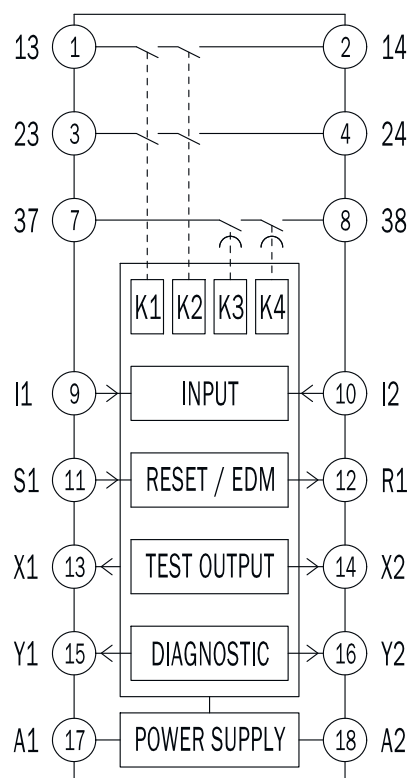 13 1 2 14
23 3 4 24
37 7 8 38
K1 K2 K3 K4
I1 9 INPUT 10 I2
S1 11 RESET / EDM 12 R1
X1 13 TEST OUTPUT 14 X2
Y1 15 DIAGNOSTIC 16 Y2
A1 17 POWER SUPPLY 18 A2